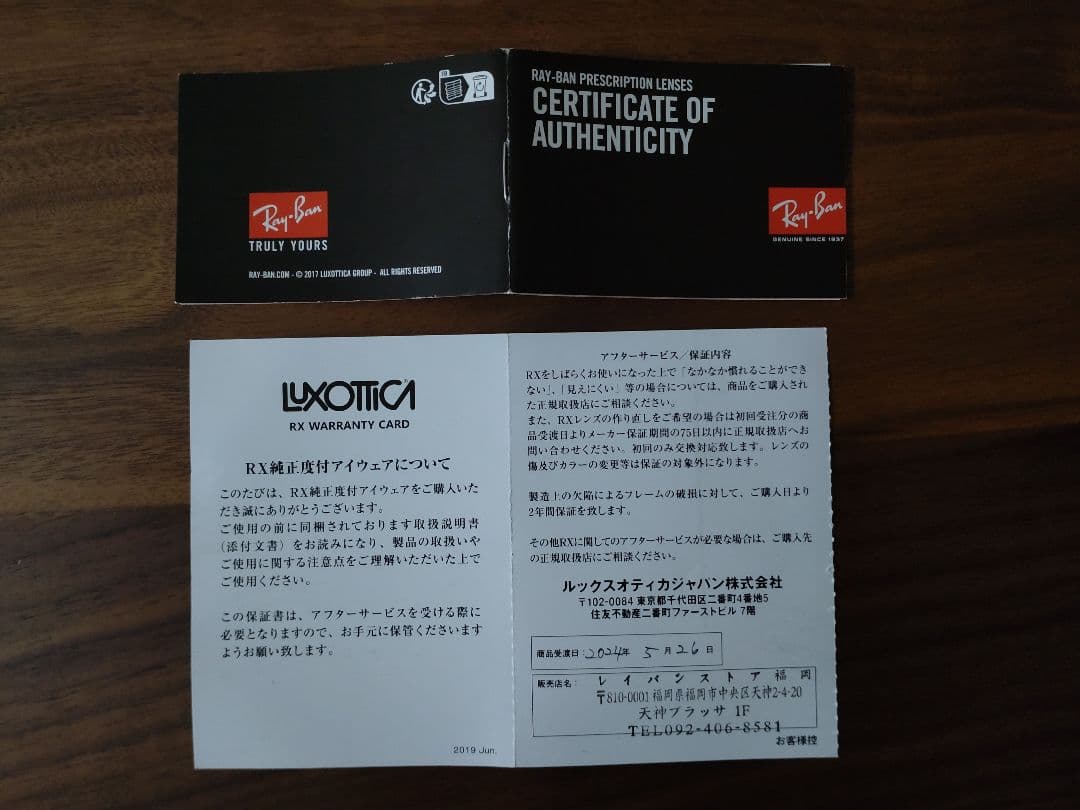 Ray-Ban
TRULY YOURS
RAY-BAN.COM - © 2017 LUXOTTICA GROUP - ALL RIGHTS RESERVED
RAY-BAN PRESCRIPTION LENSES
CERTIFICATE OF
AUTHENTICITY
Ray-Ban
GENUINE SINCE 1937
LUXOTTICA
RX WARRANTY CARD
RX純正度付アイウェアについて
このたびは、RX純正度付アイウェアをご購入いた
だき誠にありがとうございます。
ご使用の前に同梱されております取扱説明書
（添付文書）をお読みになり、製品の取扱いや
ご使用に関する注意点をご理解いただいた上で
ご使用ください。
この保証書は、アフターサービスを受ける際に
必要となりますので、お手元に保管くださいます
ようお願い致します。
2019 Jun.
アフターサービス／保証内容
RXをしばらくお使いになった上で「なかなか慣れることができ
ない」、「見えにくい」等の場合については、商品をご購入され
た正規取扱店にご相談ください。
また、RXレンズの作り直しをご希望の場合は初回受注分の商
品受渡日よりメーカー保証期間の75日以内に正規取扱店へお
問い合わせください。初回のみ交換対応致します。レンズの
傷及びカラーの変更等は保証の対象外になります。
製造上の欠陥によるフレームの破損に対して、ご購入日より
2年間保証を致します。
その他RXに関してのアフターサービスが必要な場合は、ご購入先
の正規取扱店にご相談ください。
ルックスオティカジャパン株式会社
〒102-0084 東京都千代田区二番町4番地5
住友不動産二番町ファーストビル 7階
商品受渡日：2024年 5月26日
販売店名： レイバンストア福岡
〒810-0001 福岡県福岡市中央区天神2-4-20
天神プラッサ 1F
TEL092-406-8581
お客様控